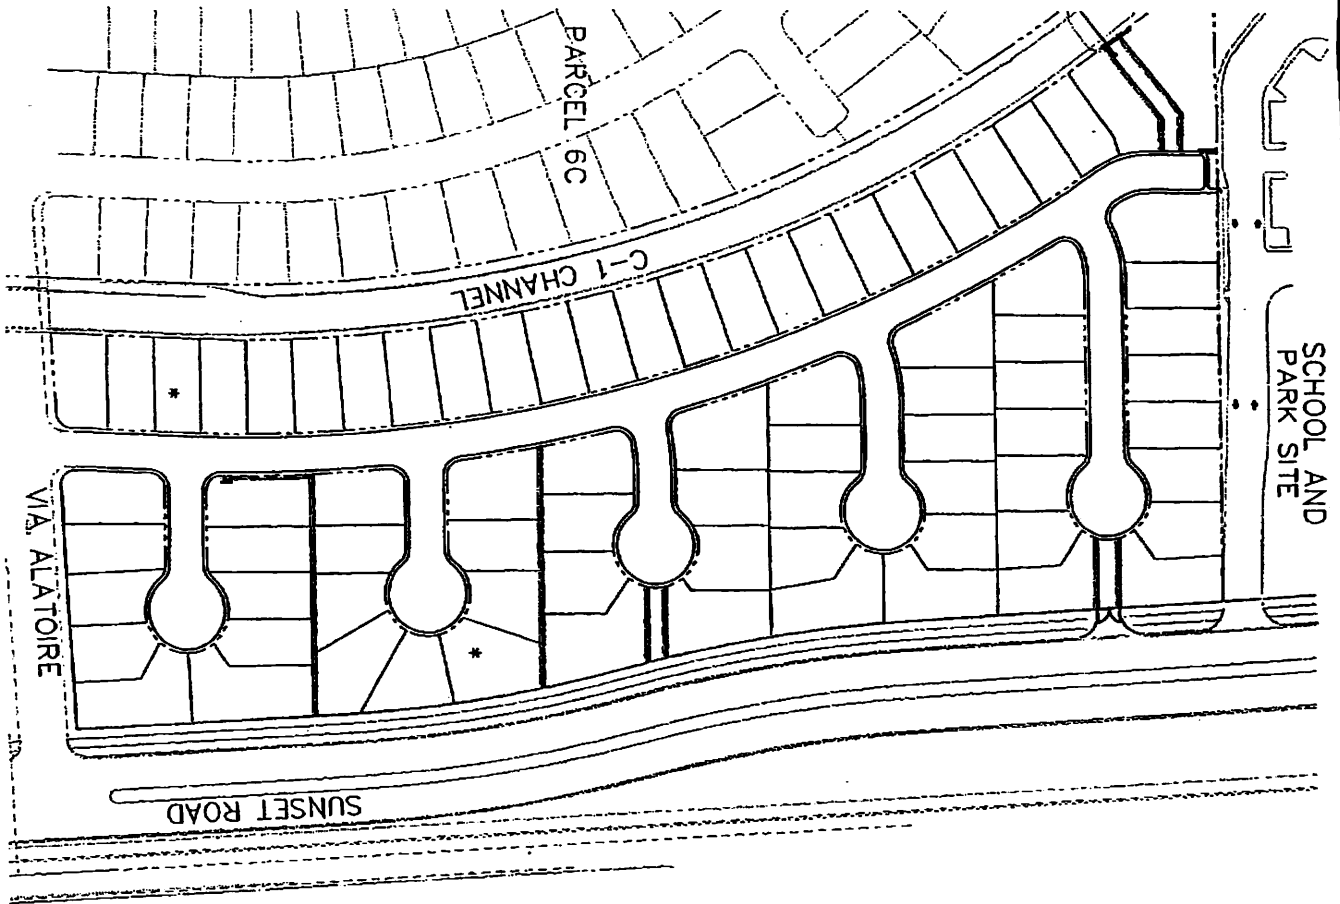 PARCEL 6C
C-1 CHANNEL
SCHOOL AND
PARK SITE
*
*
VIA ALATOIRE
SUNSET ROAD